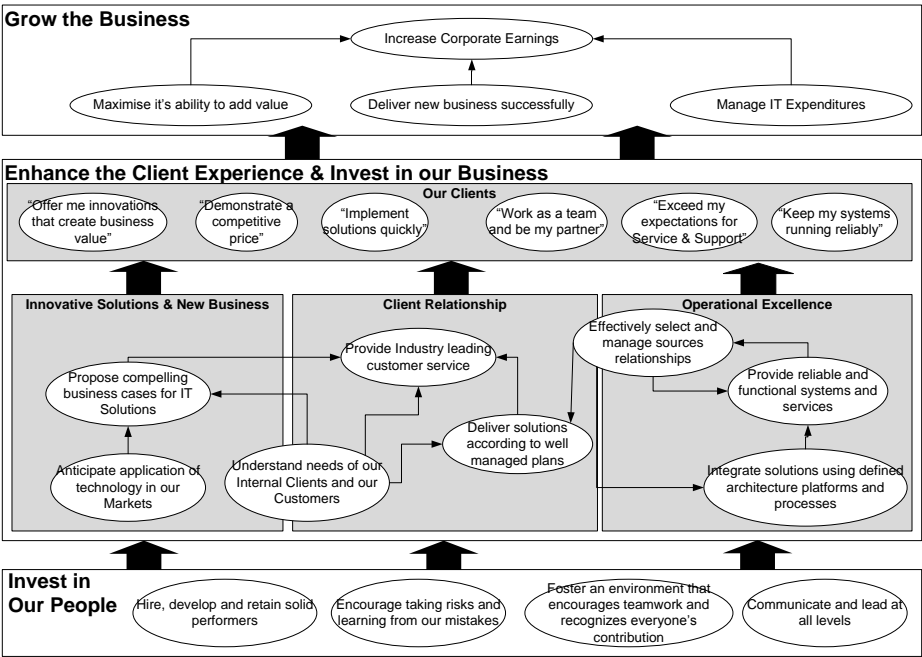 Grow the Business
Increase Corporate Earnings
Maximise it's ability to add value
Deliver new business successfully
Manage IT Expenditures
Enhance the Client Experience & Invest in our Business
Our Clients
“Offer me innovations
that create business
value”
“Demonstrate a
competitive
price”
“Implement
solutions quickly”
“Work as a team
and be my partner”
“Exceed my
expectations for
Service & Support”
“Keep my systems
running reliably”
Innovative Solutions & New Business
Propose compelling
business cases for IT
Solutions
Anticipate application of
technology in our
Markets
Client Relationship
Provide Industry leading
customer service
Deliver solutions
according to well
managed plans
Understand needs of our
Internal Clients and our
Customers
Operational Excellence
Effectively select and
manage sources
relationships
Provide reliable and
functional systems and
services
Integrate solutions using defined
architecture platforms and
processes
Invest in
Our People
Hire, develop and retain solid
performers
Encourage taking risks and
learning from our mistakes
Foster an environment that
encourages teamwork and
recognizes everyone's
contribution
Communicate and lead at
all levels